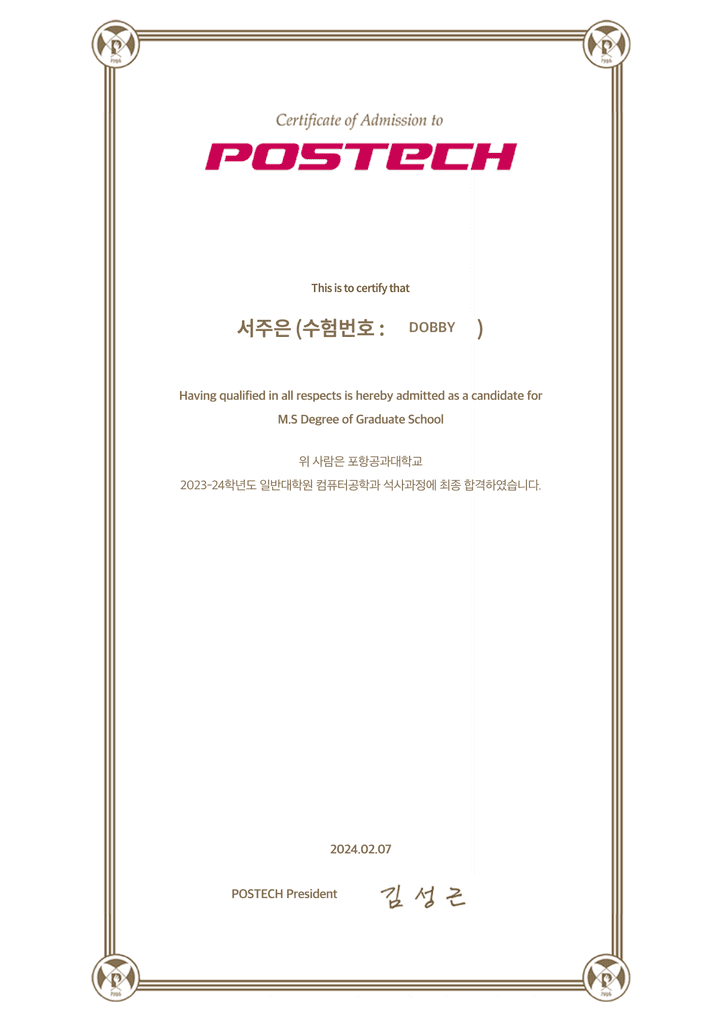 Certificate of Admission to
POSTECH
This is to certify that
서주은 (수험번호 : DOBBY )
Having qualified in all respects is hereby admitted as a candidate for
M.S Degree of Graduate School
위 사람은 포항공과대학교
2023-24학년도 일반대학원 컴퓨터공학과 석사과정에 최종 합격하였습니다.
2024.02.07
POSTECH President 김성근